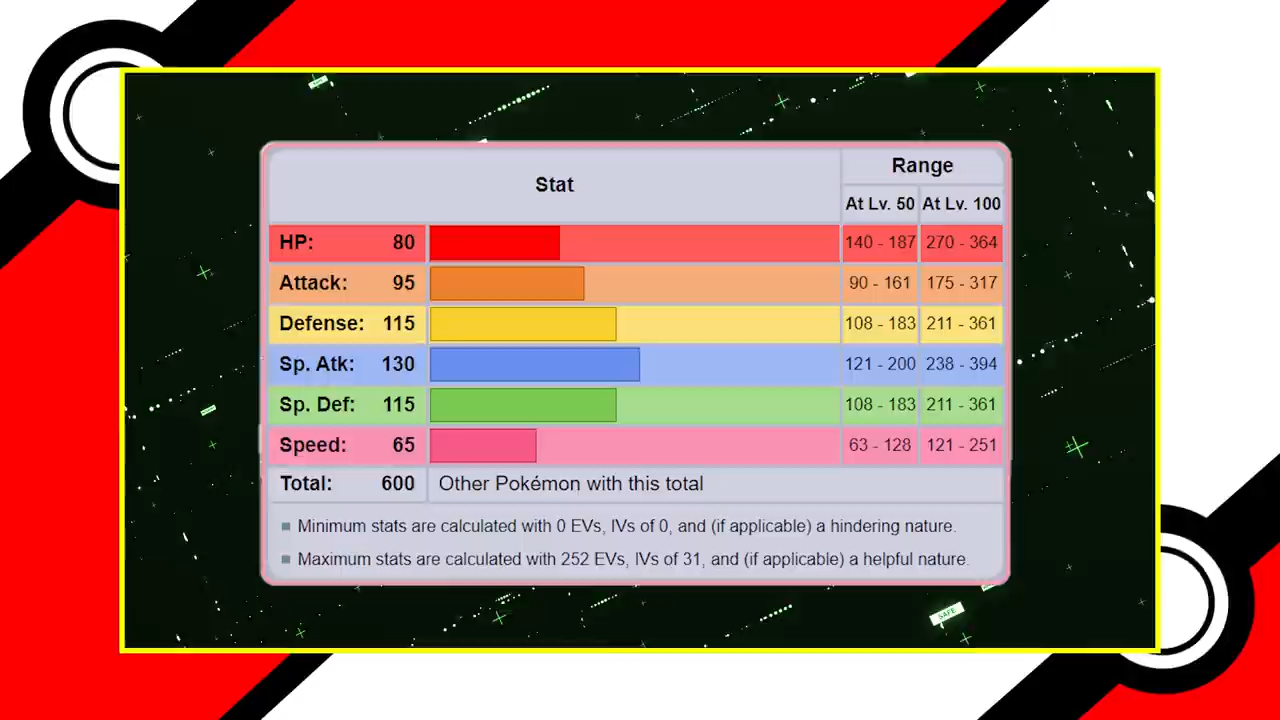 Stat
Range
At Lv. 50 At Lv. 100
HP: 80 140 - 187 270 - 364
Attack: 95 90 - 161 175 - 317
Defense: 115 108 - 183 211 - 361
Sp. Atk: 130 121 - 200 238 - 394
Sp. Def: 115 108 - 183 211 - 361
Speed: 65 63 - 128 121 - 251
Total: 600 Other Pokémon with this total
Minimum stats are calculated with 0 EVs, IVs of 0, and (if applicable) a hindering nature.
Maximum stats are calculated with 252 EVs, IVs of 31, and (if applicable) a helpful nature.
SAFE